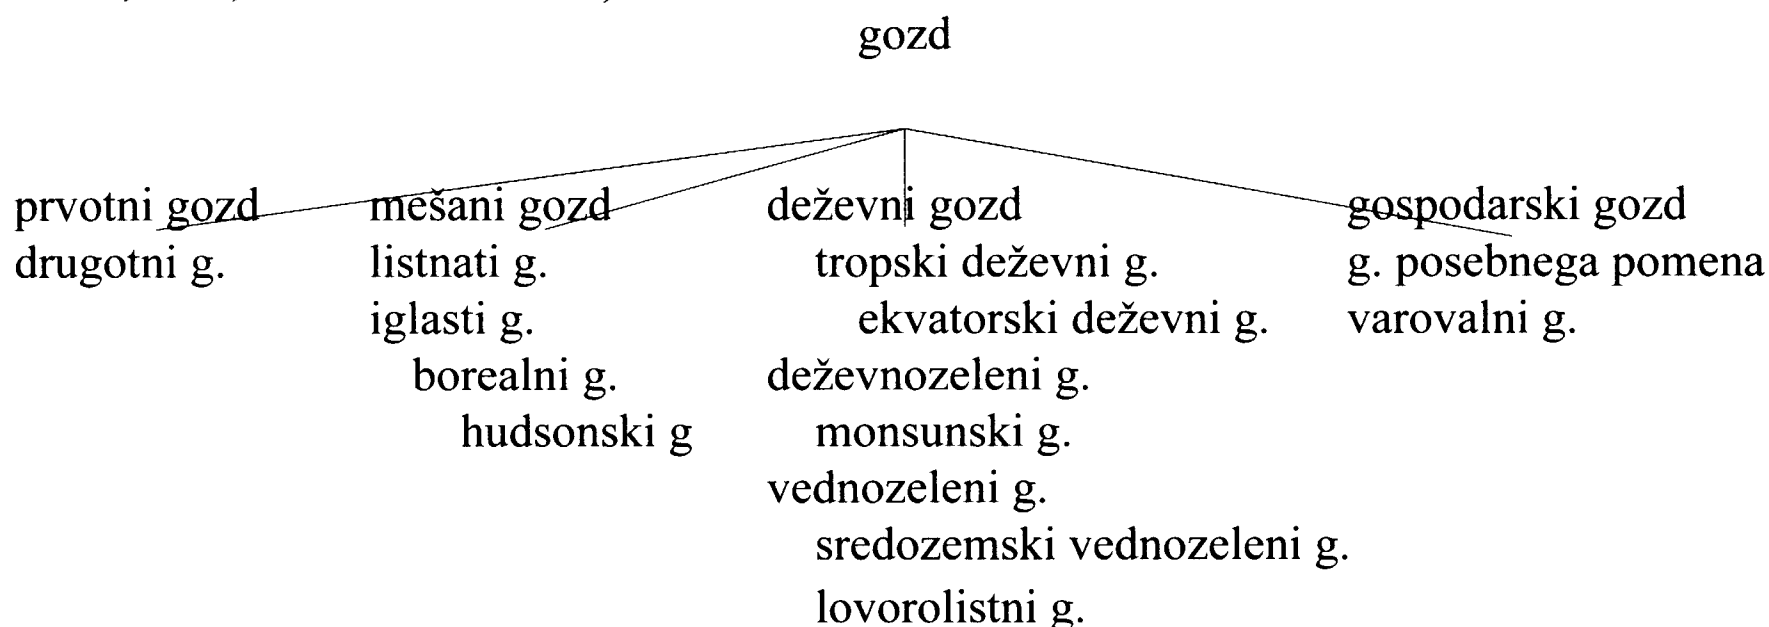 gozd
prvotni gozd
drugotni g.
mešani gozd
listnati g.
iglasti g.
borealni g.
hudsonski g
deževni gozd
tropski deževni g.
ekvatorski deževni g.
deževnozeleni g.
monsunski g.
vednozeleni g.
sredozemski vednozeleni g.
lovorolistni g.
gospodarski gozd
g. posebnega pomena
varovalni g.